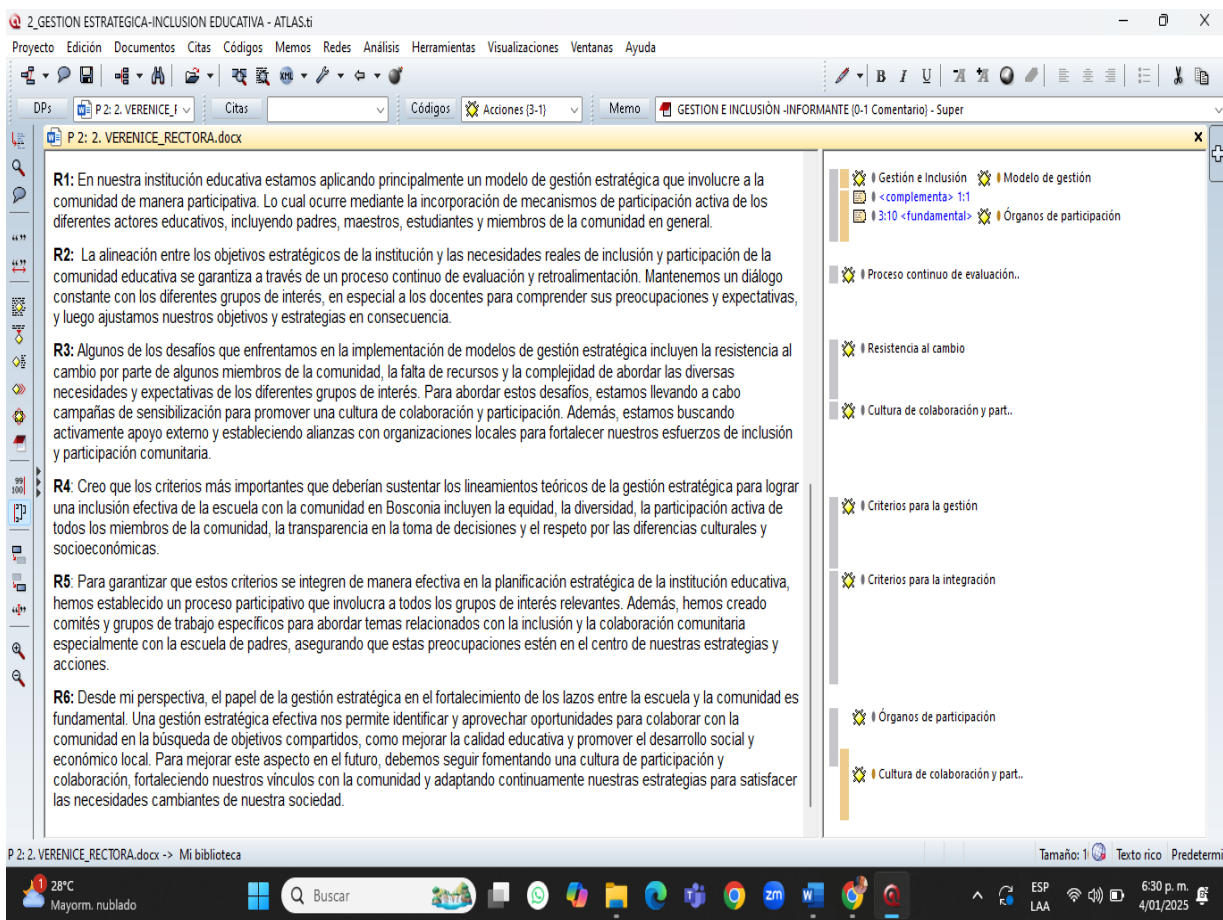 2_GESTION ESTRATEGICA-INCLUSION EDUCATIVA - ATLAS.ti
Proyecto Edición Documentos Citas Códigos Memos Redes Análisis Herramientas Visualizaciones Ventanas Ayuda
B I U
DPs P 2: 2. VERENICE_F Citas Códigos Acciones {3-1} Memo GESTION E INCLUSIÒN -INFORMANTE {0-1 Comentario} - Super
P 2: 2. VERENICE_RECTORA.docx
R1: En nuestra institución educativa estamos aplicando principalmente un modelo de gestión estratégica que involucre a la
comunidad de manera participativa. Lo cual ocurre mediante la incorporación de mecanismos de participación activa de los
diferentes actores educativos, incluyendo padres, maestros, estudiantes y miembros de la comunidad en general.
R2: La alineación entre los objetivos estratégicos de la institución y las necesidades reales de inclusión y participación de la
comunidad educativa se garantiza a través de un proceso continuo de evaluación y retroalimentación. Mantenemos un diálogo
constante con los diferentes grupos de interés, en especial a los docentes para comprender sus preocupaciones y expectativas,
y luego ajustamos nuestros objetivos y estrategias en consecuencia.
R3: Algunos de los desafíos que enfrentamos en la implementación de modelos de gestión estratégica incluyen la resistencia al
cambio por parte de algunos miembros de la comunidad, la falta de recursos y la complejidad de abordar las diversas
necesidades y expectativas de los diferentes grupos de interés. Para abordar estos desafíos, estamos llevando a cabo
campañas de sensibilización para promover una cultura de colaboración y participación. Además, estamos buscando
activamente apoyo externo y estableciendo alianzas con organizaciones locales para fortalecer nuestros esfuerzos de inclusión
y participación comunitaria.
R4: Creo que los criterios más importantes que deberían sustentar los lineamientos teóricos de la gestión estratégica para lograr
una inclusión efectiva de la escuela con la comunidad en Bosconia incluyen la equidad, la diversidad, la participación activa de
todos los miembros de la comunidad, la transparencia en la toma de decisiones y el respeto por las diferencias culturales y
socioeconómicas.
R5: Para garantizar que estos criterios se integren de manera efectiva en la planificación estratégica de la institución educativa,
hemos establecido un proceso participativo que involucra a todos los grupos de interés relevantes. Además, hemos creado
comités y grupos de trabajo específicos para abordar temas relacionados con la inclusión y la colaboración comunitaria
especialmente con la escuela de padres, asegurando que estas preocupaciones estén en el centro de nuestras estrategias y
acciones.
R6: Desde mi perspectiva, el papel de la gestión estratégica en el fortalecimiento de los lazos entre la escuela y la comunidad es
fundamental. Una gestión estratégica efectiva nos permite identificar y aprovechar oportunidades para colaborar con la
comunidad en la búsqueda de objetivos compartidos, como mejorar la calidad educativa y promover el desarrollo social y
económico local. Para mejorar este aspecto en el futuro, debemos seguir fomentando una cultura de participación y
colaboración, fortaleciendo nuestros vínculos con la comunidad y adaptando continuamente nuestras estrategias para satisfacer
las necesidades cambiantes de nuestra sociedad.
Gestión e Inclusión Modelo de gestión
<complementa> 1:1
3:10 <fundamental> Órganos de participación
Proceso continuo de evaluación..
Resistencia al cambio
Cultura de colaboración y part..
Criterios para la gestión
Criterios para la integración
Órganos de participación
Cultura de colaboración y part..
P 2: 2. VERENICE_RECTORA.docx -> Mi biblioteca
Tamaño: 1 Texto rico Predetermi
1
28°C
Mayorm. nublado
Buscar
zm
ESP
LAA
6:30 p. m.
4/01/2025